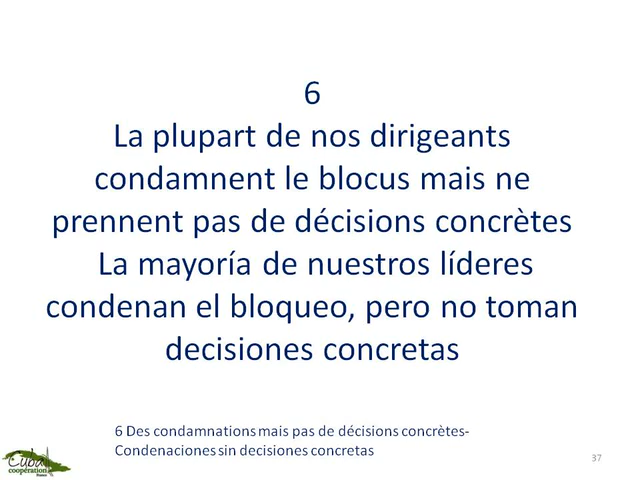 6
La plupart de nos dirigeants
condamnent le blocus mais ne
prennent pas de décisions concrètes
La mayoría de nuestros líderes
condenan el bloqueo, pero no toman
decisiones concretas
6 Des condamnations mais pas de décisions concrètes-
Condenaciones sin decisiones concretas
Cuba
coopération
France
37